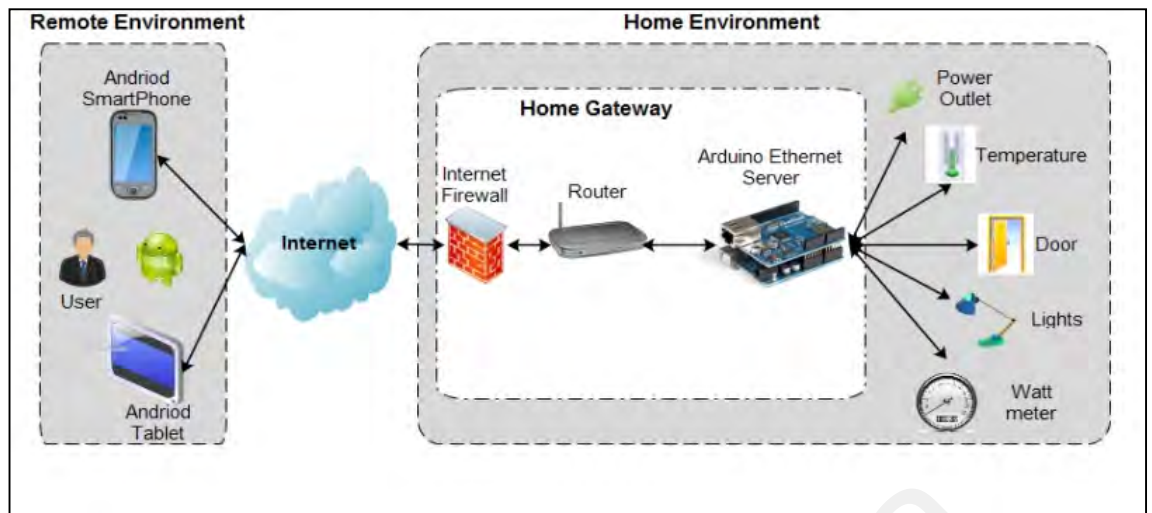 Remote Environment
Home Environment
Andriod
SmartPhone
User
Andriod
Tablet
Internet
Home Gateway
Internet
Firewall
Router
Arduino Ethernet
Server
Power
Outlet
Temperature
Door
Lights
Watt
meter